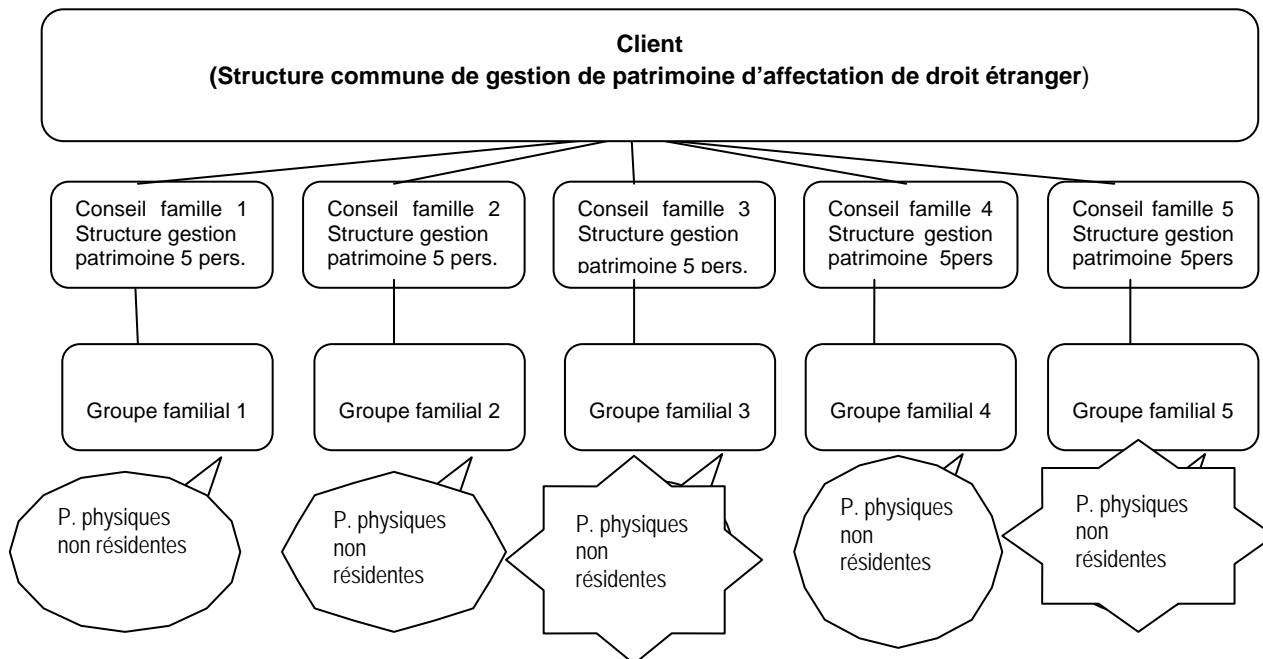 Client
(Structure commune de gestion de patrimoine d'affectation de droit étranger)
Conseil famille 1
Structure gestion
patrimoine 5 pers.
Conseil famille 2
Structure gestion
patrimoine 5 pers.
Conseil famille 3
Structure gestion
patrimoine 5 pers.
Conseil famille 4
Structure gestion
patrimoine 5pers
Conseil famille 5
Structure gestion
patrimoine 5pers
Groupe familial 1
Groupe familial 2
Groupe familial 3
Groupe familial 4
Groupe familial 5
P. physiques
non résidentes
P. physiques
non
résidentes
P. physiques
non
résidentes
P. physiques
non
résidentes
P. physiques
non
résidentes